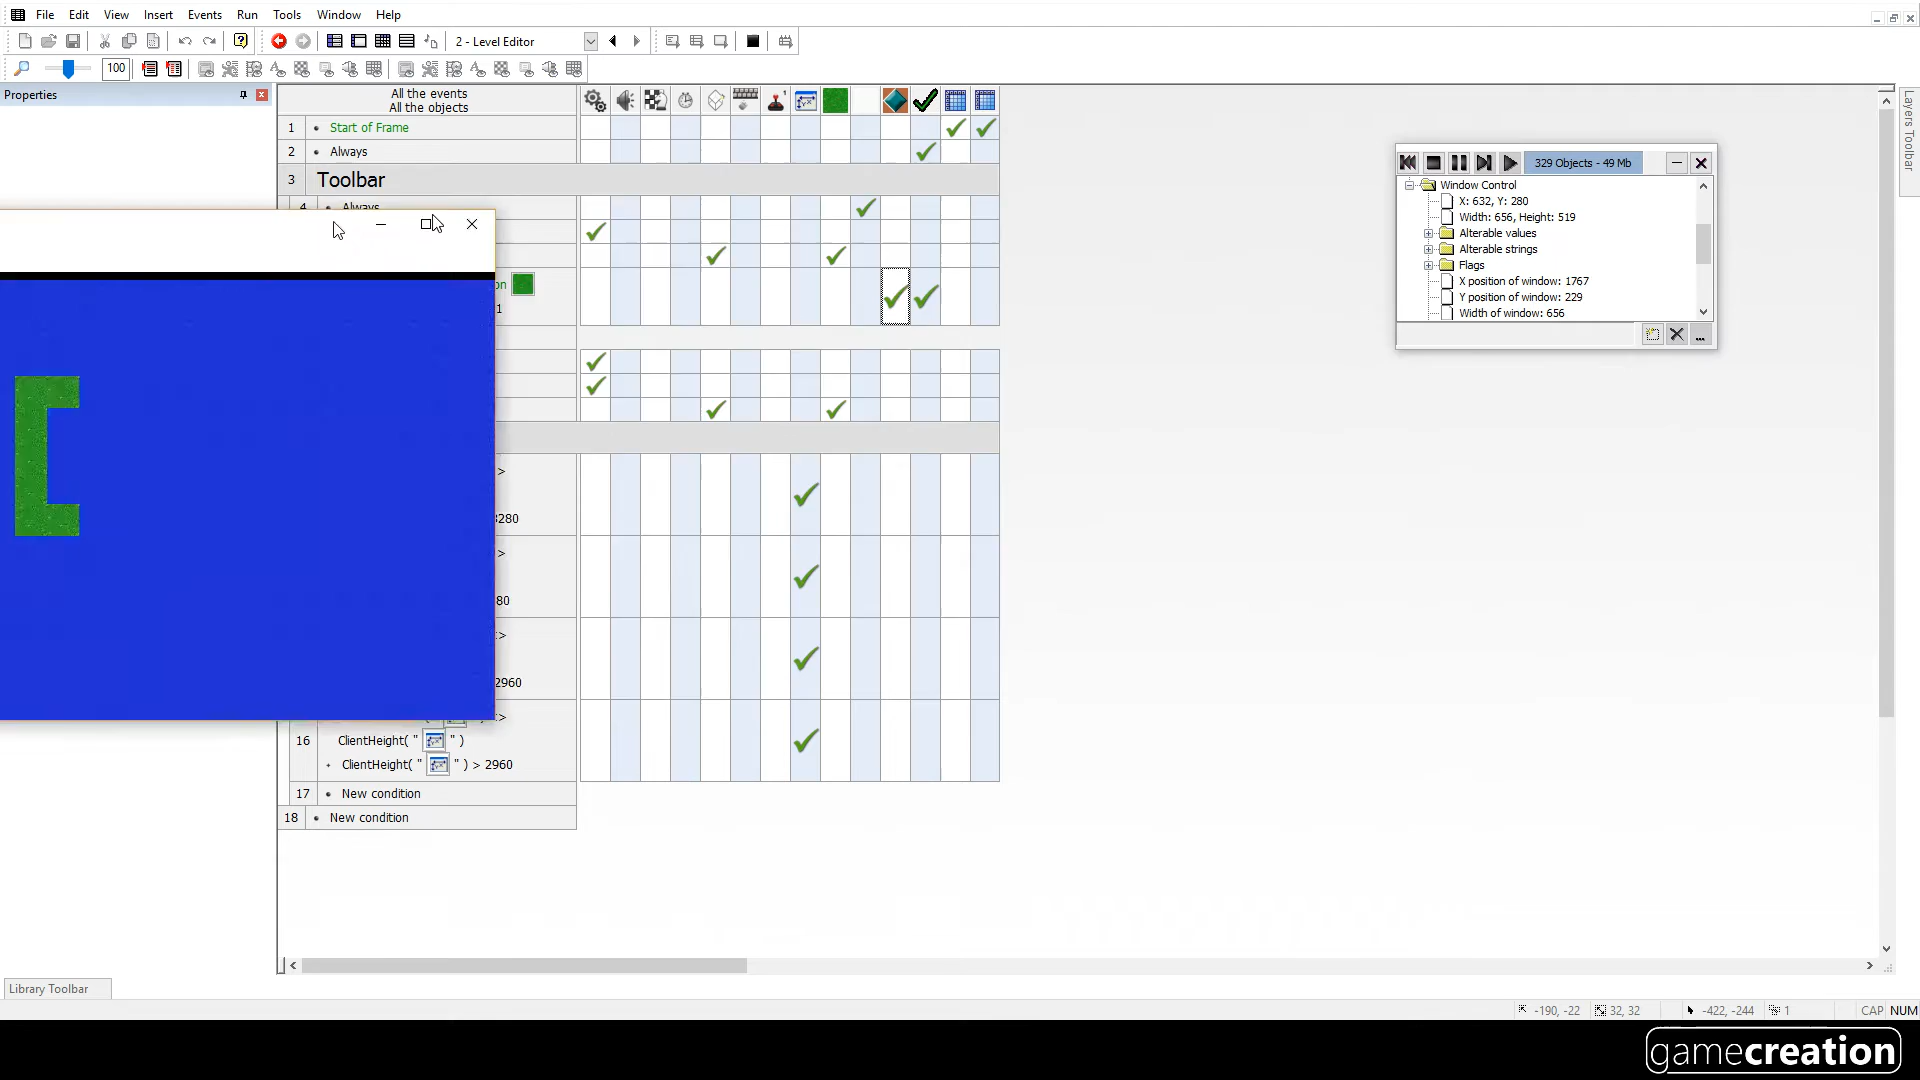 File Edit View Insert Events Run Tools Window Help
2 - Level Editor
100
Properties
All the events
All the objects
1 • Start of Frame
2 • Always
3 Toolbar
4 • Always
on
1
>
3280
>
80
>
2960
>
16 ClientHeight( " " )
ClientHeight( " " ) > 2960
17 • New condition
18 • New condition
329 Objects - 49 Mb
Window Control
X: 632, Y: 280
Width: 656, Height: 519
Alterable values
Alterable strings
Flags
X position of window: 1767
Y position of window: 229
Width of window: 656
Layers Toolbar
Library Toolbar
-190, -22 32, 32 -422, -244 1 CAP NUM
gamecreation